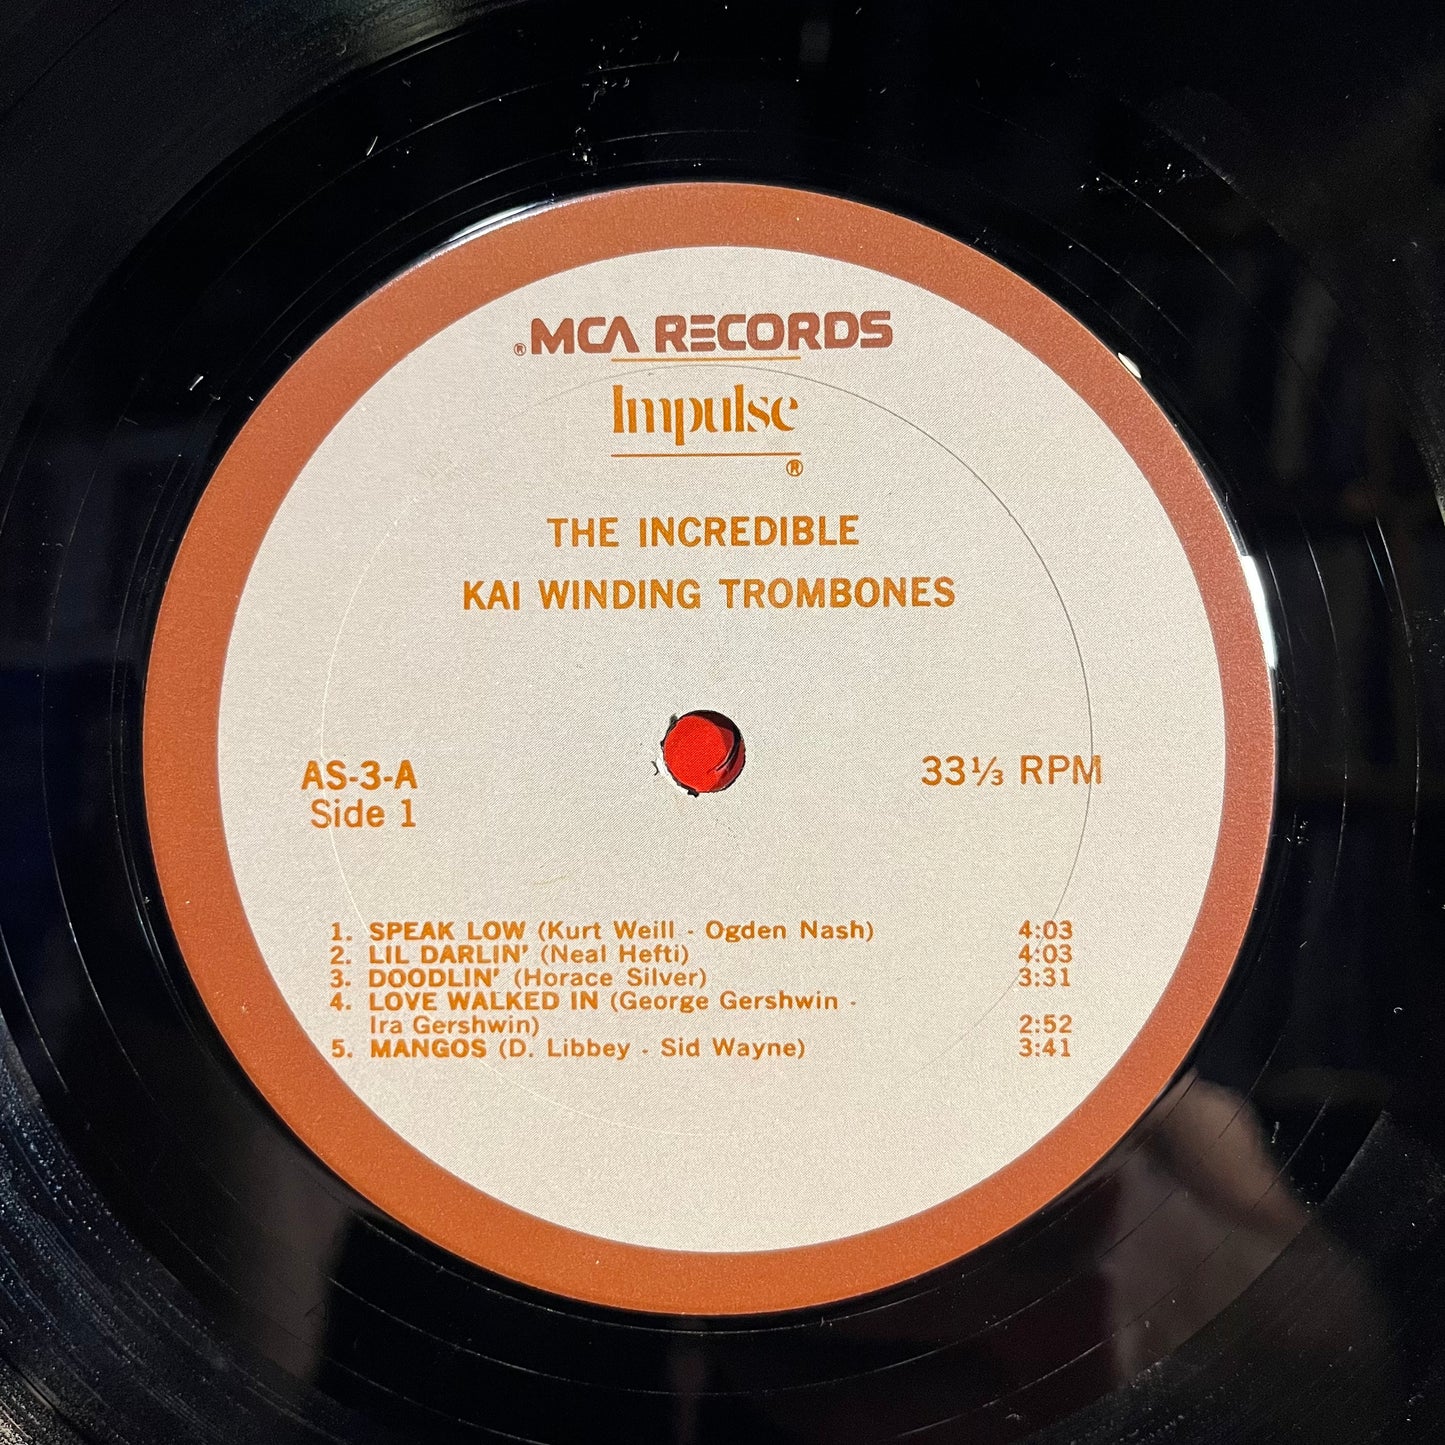 ® MCA RECORDS
Impulse
®
THE INCREDIBLE
KAI WINDING TROMBONES
AS-3-A 33⅓ RPM
Side 1
1. SPEAK LOW (Kurt Weill - Ogden Nash) 4:03
2. LIL DARLIN' (Neal Hefti) 4:03
3. DOODLIN' (Horace Silver) 3:31
4. LOVE WALKED IN (George Gershwin -
Ira Gershwin) 2:52
5. MANGOS (D. Libbey - Sid Wayne) 3:41